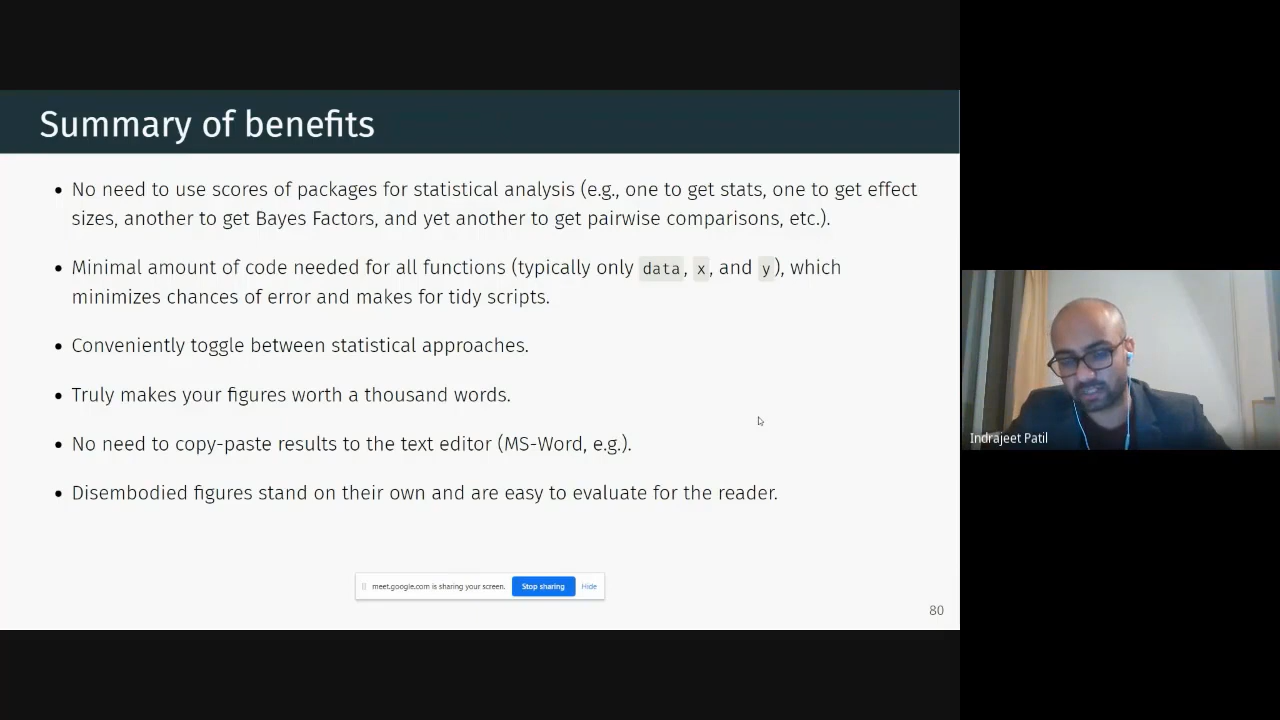 Summary of benefits
• No need to use scores of packages for statistical analysis (e.g., one to get stats, one to get effect
sizes, another to get Bayes Factors, and yet another to get pairwise comparisons, etc.).
• Minimal amount of code needed for all functions (typically only data, x, and y), which
minimizes chances of error and makes for tidy scripts.
• Conveniently toggle between statistical approaches.
• Truly makes your figures worth a thousand words.
• No need to copy-paste results to the text editor (MS-Word, e.g.).
• Disembodied figures stand on their own and are easy to evaluate for the reader.
meet.google.com is sharing your screen. Stop sharing Hide
80
Indrajeet Patil